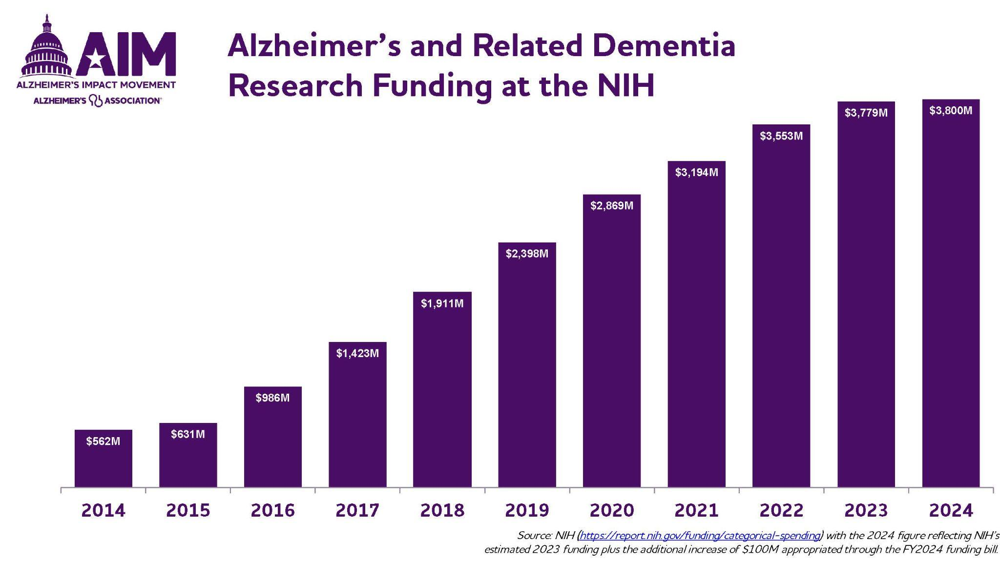 AIM
ALZHEIMER'S IMPACT MOVEMENT
ALZHEIMER'S ASSOCIATION®
Alzheimer's and Related Dementia
Research Funding at the NIH
$562M
$631M
$986M
$1,423M
$1,911M
$2,398M
$2,869M
$3,194M
$3,553M
$3,779M
$3,800M
2014 2015 2016 2017 2018 2019 2020 2021 2022 2023 2024
Source: NIH (https://report.nih.gov/funding/categorical-spending) with the 2024 figure reflecting NIH's
estimated 2023 funding plus the additional increase of $100M appropriated through the FY2024 funding bill.